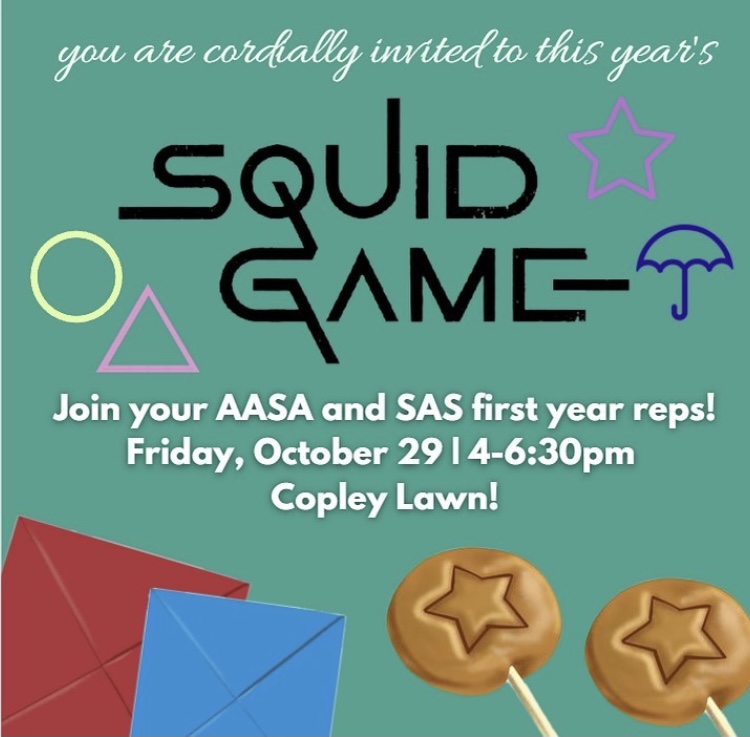 you are cordially invited to this year's
SQUID
GAME
Join your AASA and SAS first year reps!
Friday, October 29 | 4-6:30pm
Copley Lawn!